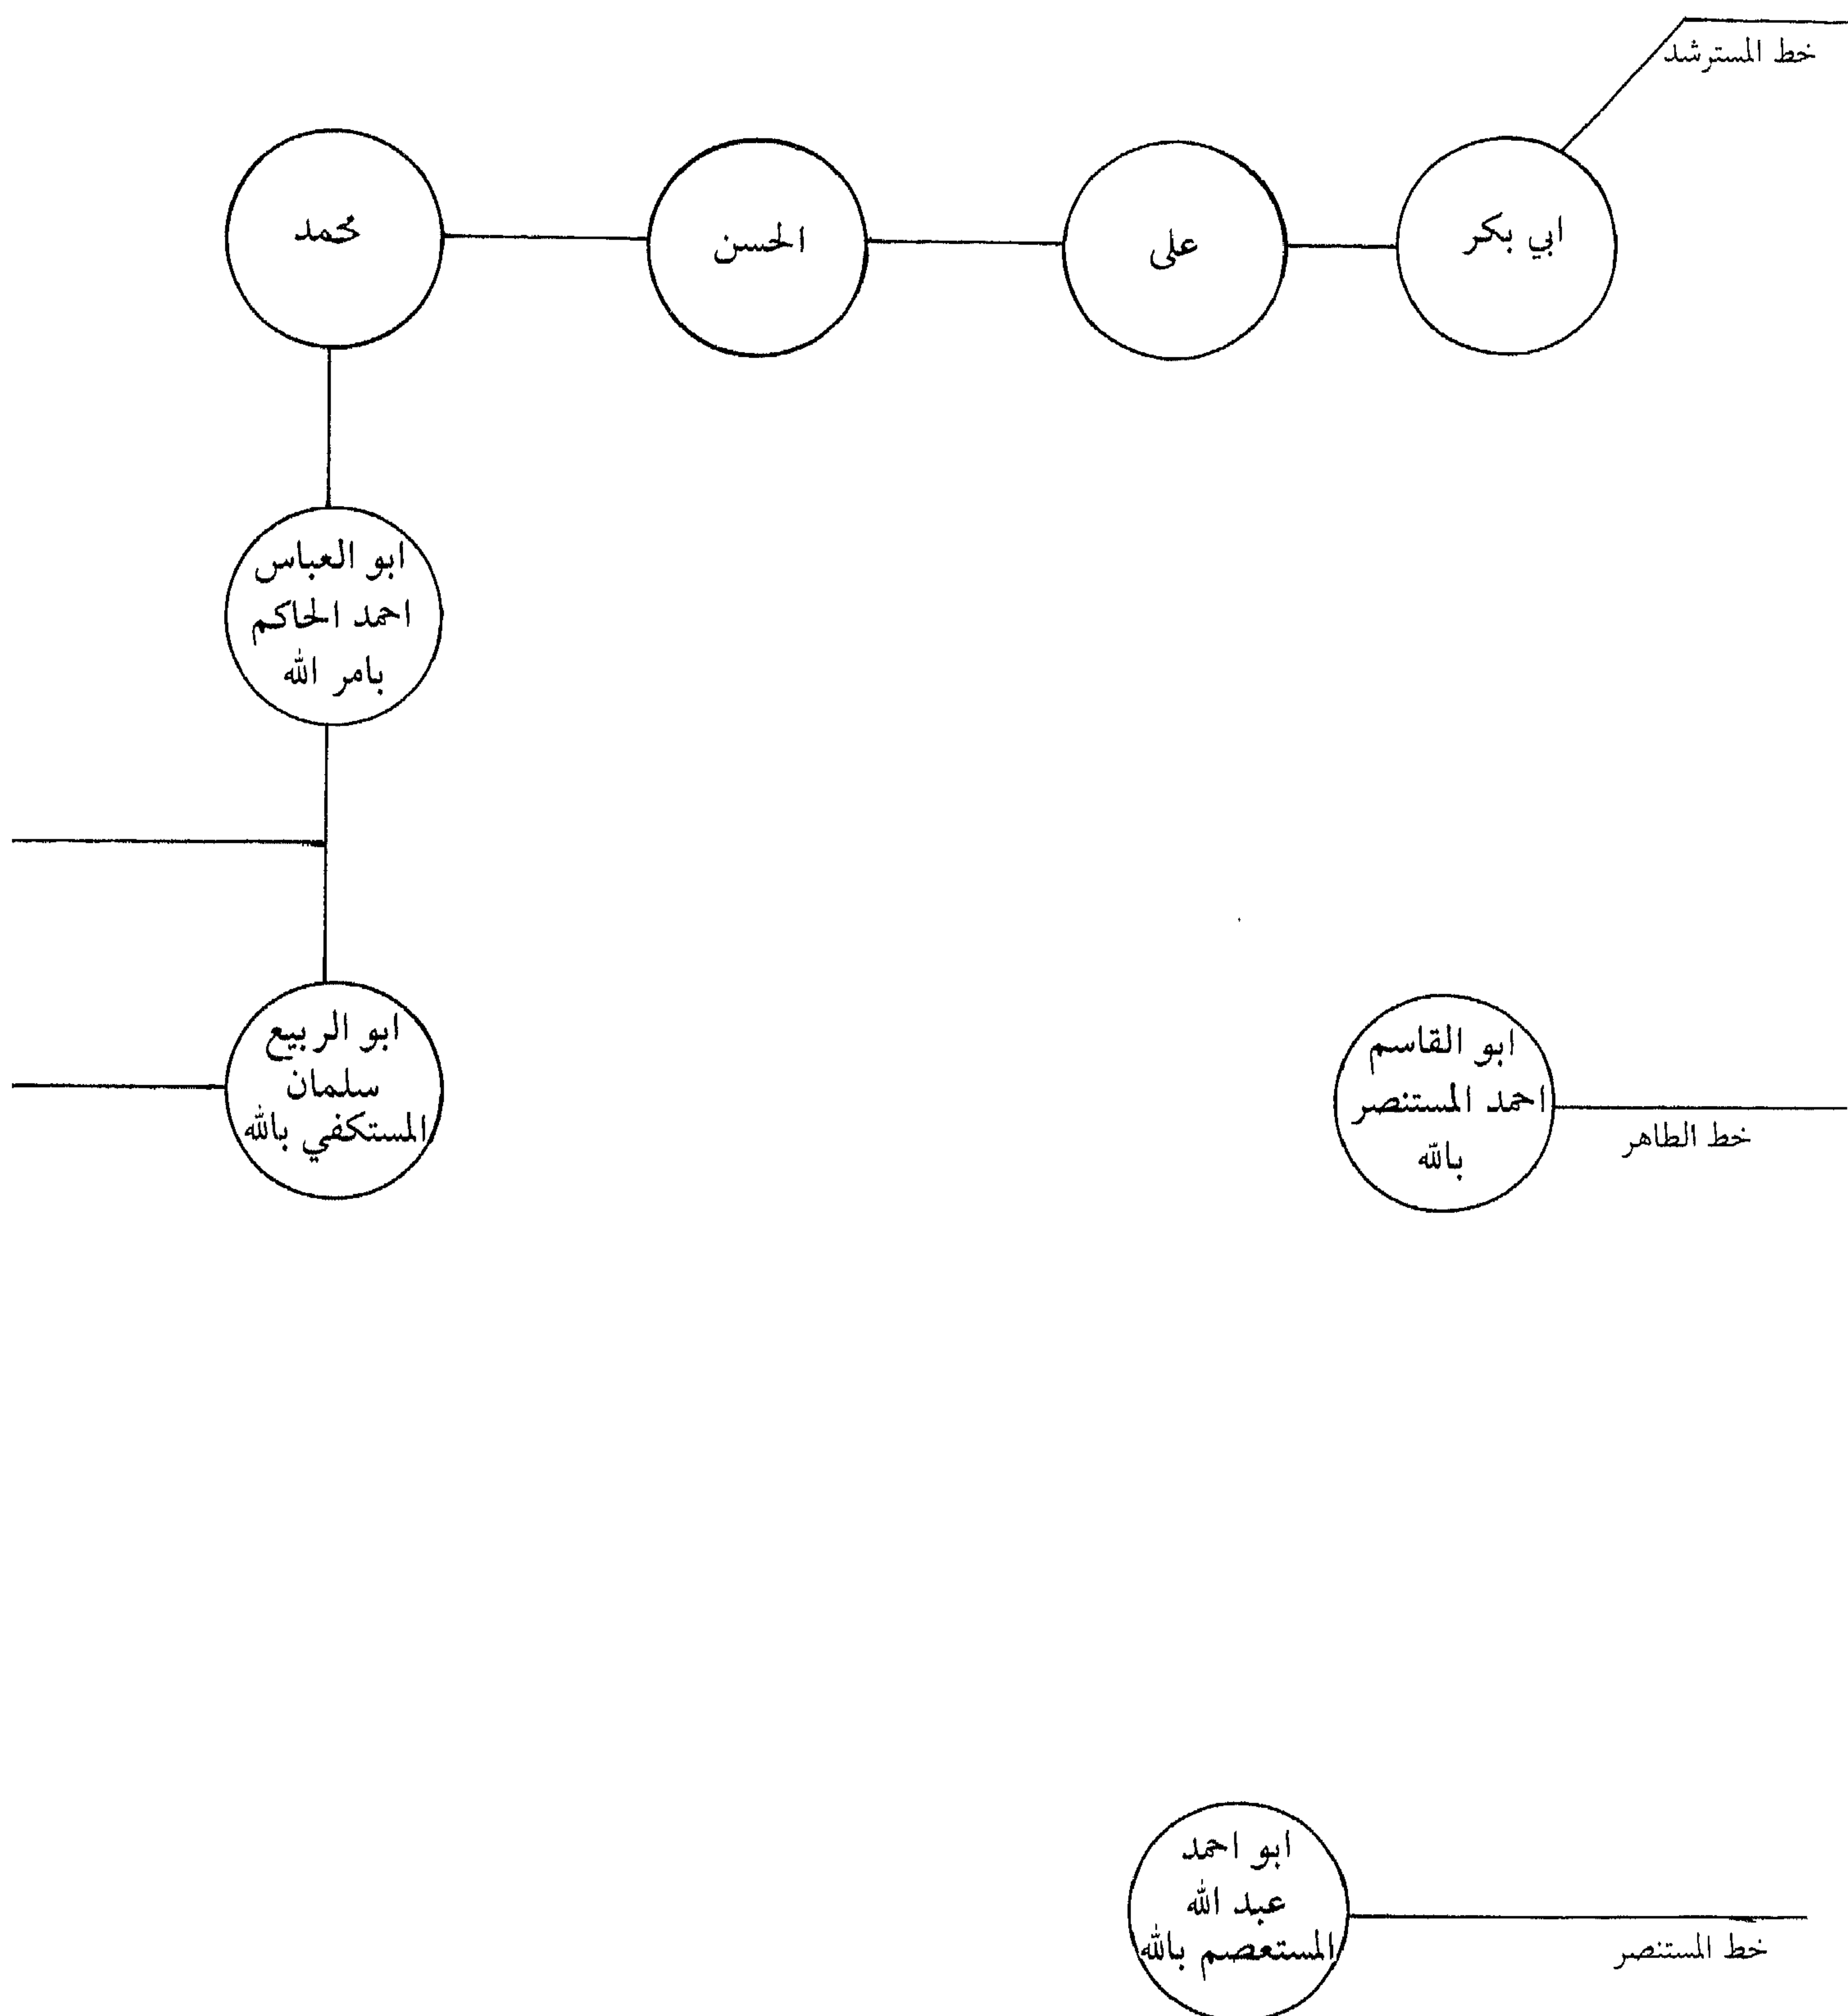 خط المسترشد
ابي بكر
على
الحسن
محمد
ابو العباس
احمد الحاكم
بامر الله
ابو القاسم
احمد المستنصر
بالله
خط الطاهر
ابو الربيع
سلمان
المستكفي بالله
ابو احمد
عبد الله
المستعصم بالله
خط المستنصر